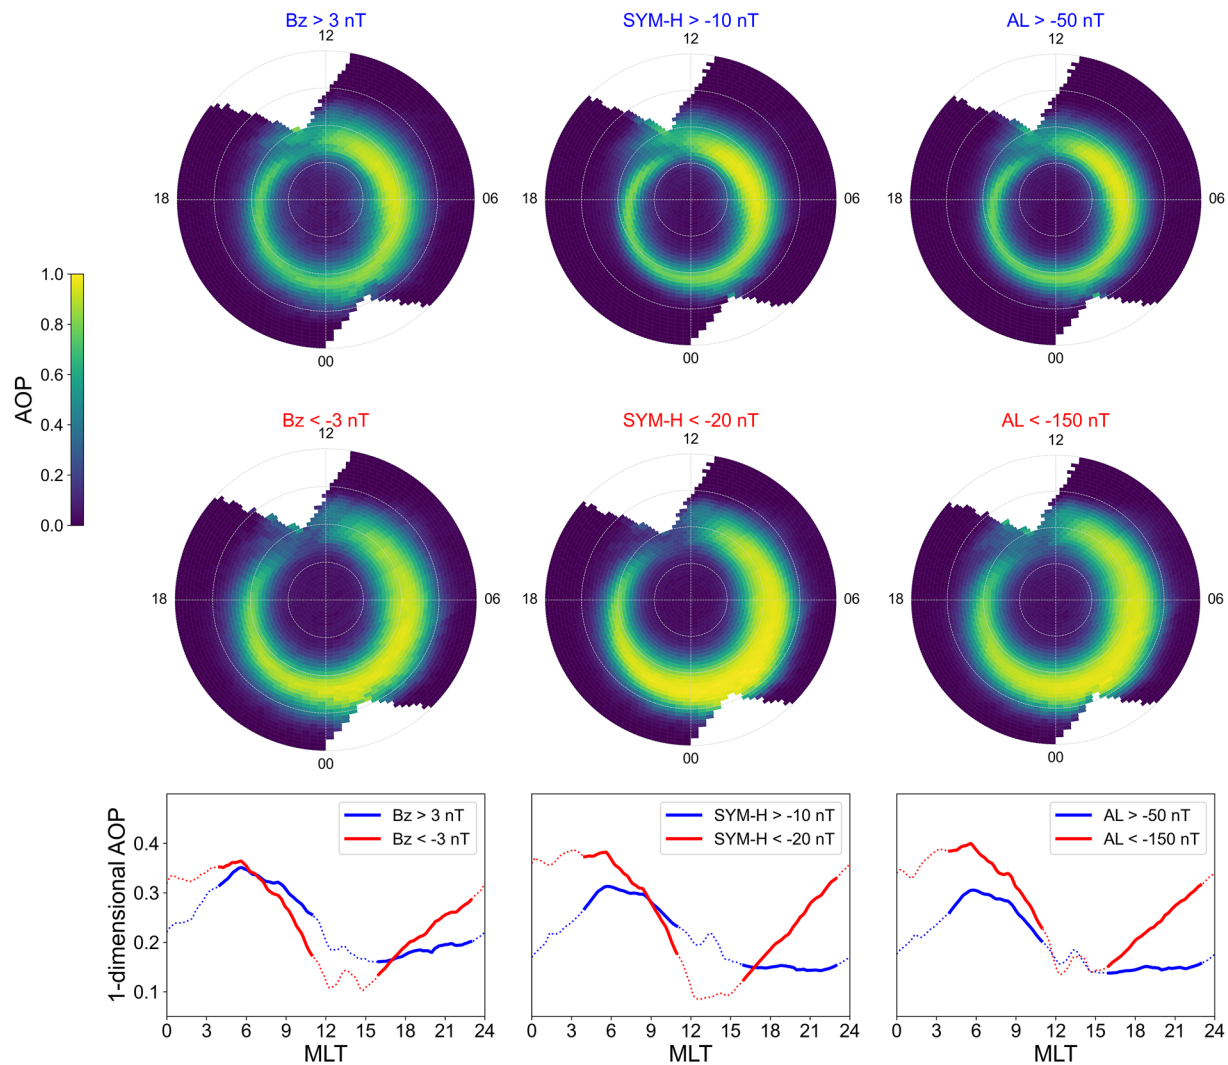 Bz > 3 nT
SYM-H > -10 nT
AL > -50 nT
12
12
12
18
06
18
06
18
06
00
00
00
AOP
1.0
0.8
0.6
0.4
0.2
0.0
Bz < -3 nT
SYM-H < -20 nT
AL < -150 nT
12
12
12
18
06
18
06
18
06
00
00
00
1-dimensional AOP
0.4
0.3
0.2
0.1
Bz > 3 nT
Bz < -3 nT
0 3 6 9 12 15 18 21 24
MLT
SYM-H > -10 nT
SYM-H < -20 nT
0 3 6 9 12 15 18 21 24
MLT
AL > -50 nT
AL < -150 nT
0 3 6 9 12 15 18 21 24
MLT